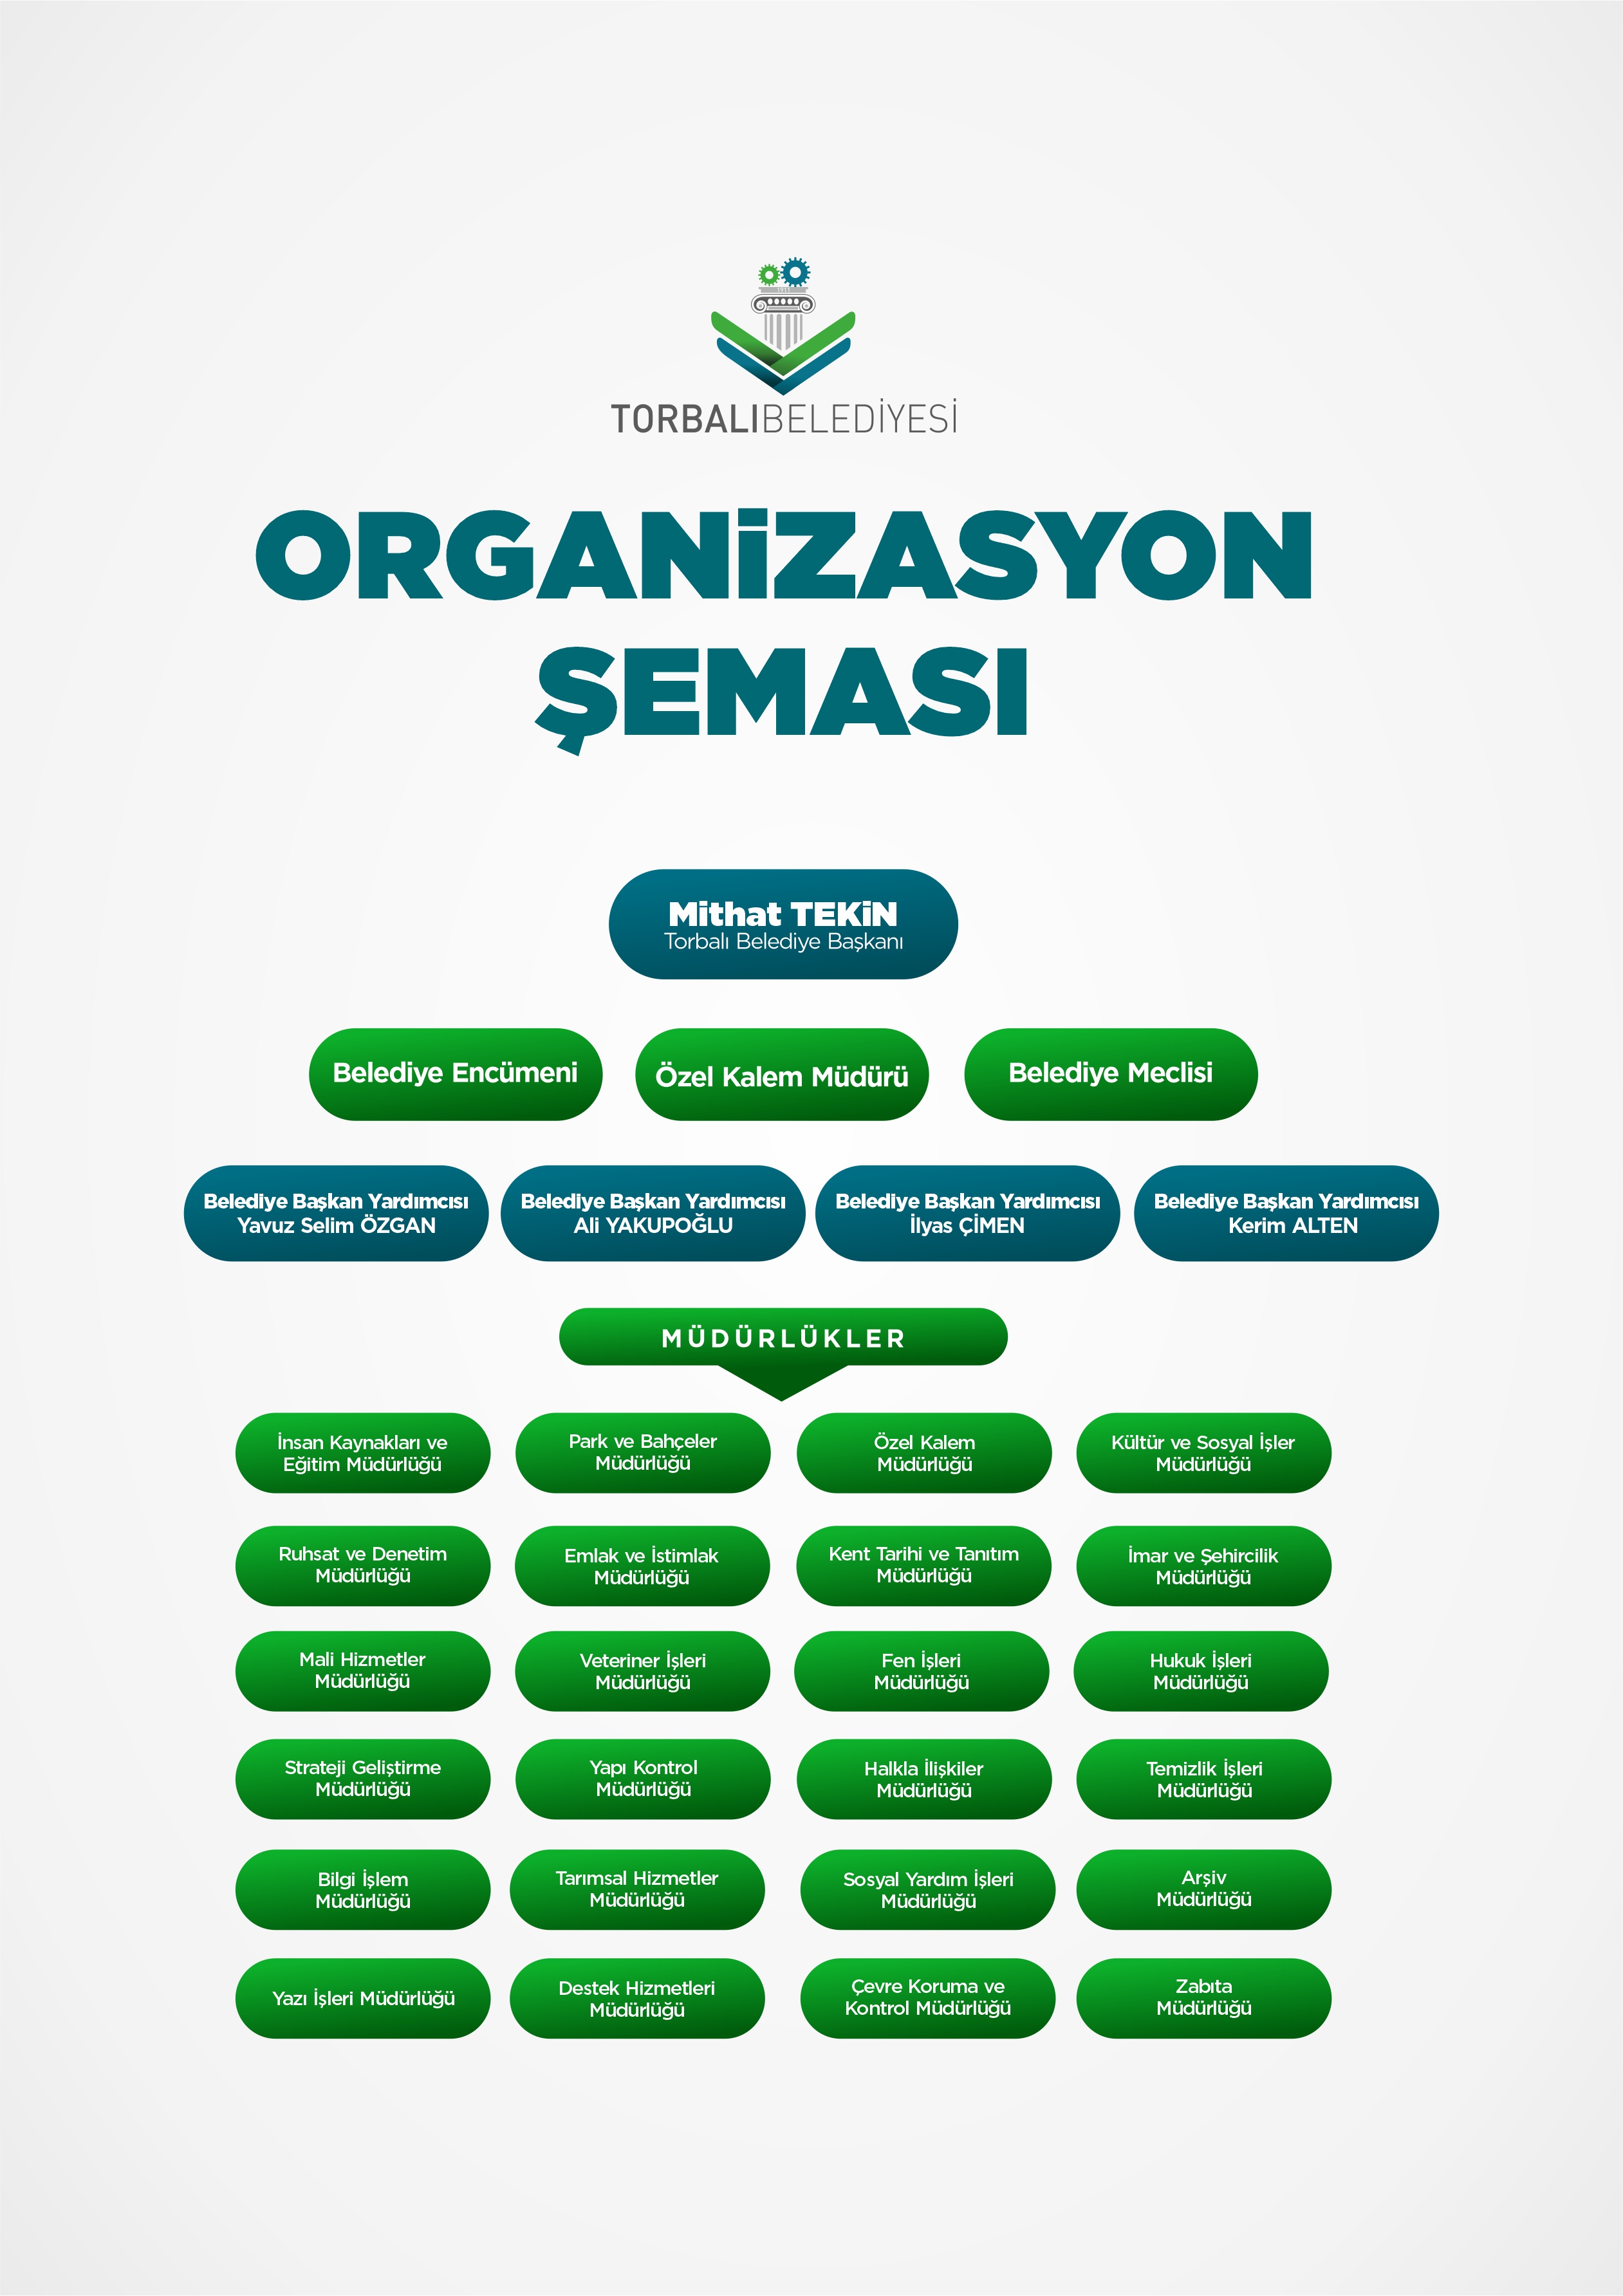 TORBALIBELEDİYESİ
ORGANİZASYON
ŞEMASI
Mithat TEKİN
Torbalı Belediye Başkanı
Belediye Encümeni
Özel Kalem Müdürü
Belediye Meclisi
Belediye Başkan Yardımcısı
Yavuz Selim ÖZGAN
Belediye Başkan Yardımcısı
Ali YAKUPOĞLU
Belediye Başkan Yardımcısı
İlyas ÇİMEN
Belediye Başkan Yardımcısı
Kerim ALTEN
MÜDÜRLÜKLER
İnsan Kaynakları ve
Eğitim Müdürlüğü
Park ve Bahçeler
Müdürlüğü
Özel Kalem
Müdürlüğü
Kültür ve Sosyal İşler
Müdürlüğü
Ruhsat ve Denetim
Müdürlüğü
Emlak ve İstimlak
Müdürlüğü
Kent Tarihi ve Tanıtım
Müdürlüğü
İmar ve Şehircilik
Müdürlüğü
Mali Hizmetler
Müdürlüğü
Veteriner İşleri
Müdürlüğü
Fen İşleri
Müdürlüğü
Hukuk İşleri
Müdürlüğü
Strateji Geliştirme
Müdürlüğü
Yapı Kontrol
Müdürlüğü
Halkla İlişkiler
Müdürlüğü
Temizlik İşleri
Müdürlüğü
Bilgi İşlem
Müdürlüğü
Tarımsal Hizmetler
Müdürlüğü
Sosyal Yardım İşleri
Müdürlüğü
Arşiv
Müdürlüğü
Yazı İşleri Müdürlüğü
Destek Hizmetleri
Müdürlüğü
Çevre Koruma ve
Kontrol Müdürlüğü
Zabıta
Müdürlüğü